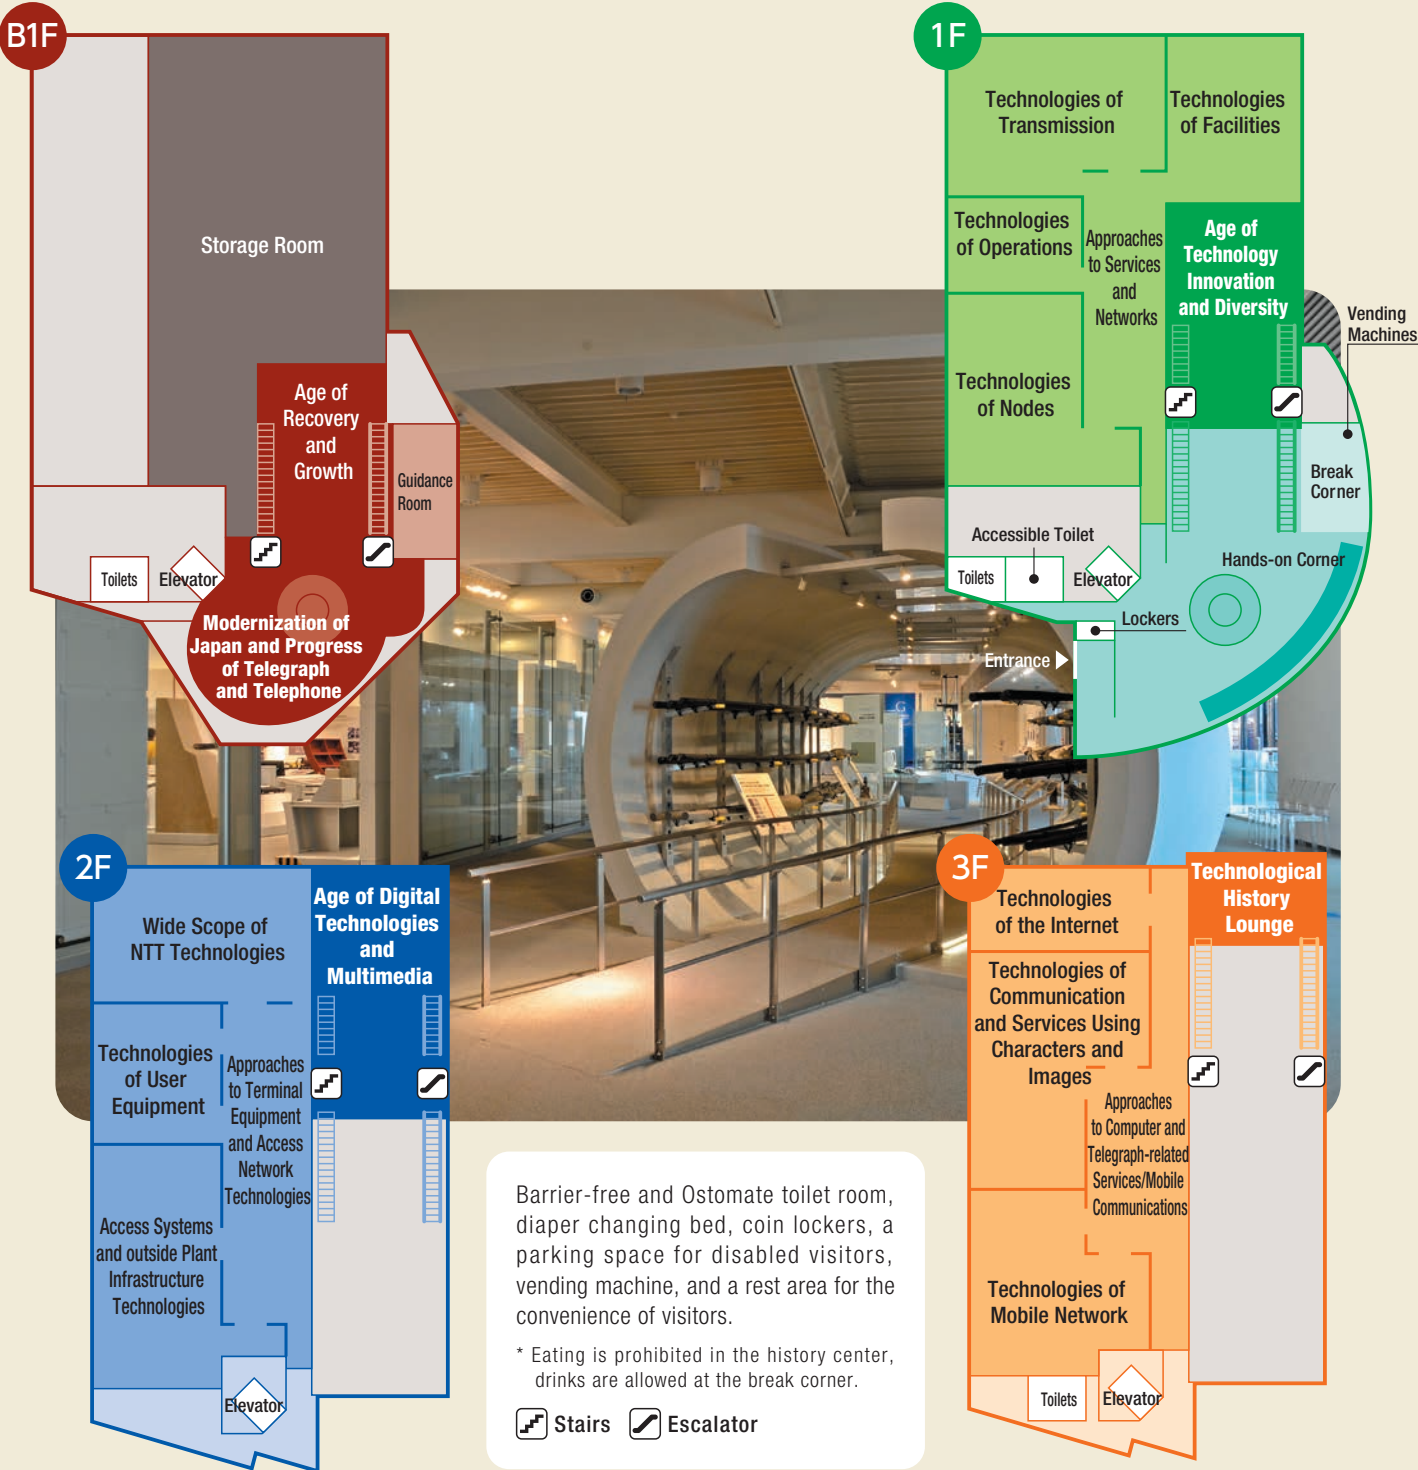 B1F
Storage Room
Age of
Recovery
and
Growth
Guidance
Room
Toilets
Elevator
Modernization of
Japan and Progress
of Telegraph
and Telephone
1F
Technologies of
Transmission
Technologies
of Facilities
Technologies
of Operations
Approaches
to Services
and
Networks
Age of
Technology
Innovation
and Diversity
Vending
Machines
Technologies
of Nodes
Break
Corner
Accessible Toilet
Hands-on Corner
Toilets
Elevator
Lockers
Entrance
G
2F
Wide Scope of
NTT Technologies
Age of Digital
Technologies
and
Multimedia
Technologies
of User
Equipment
Approaches
to Terminal
Equipment
and Access
Network
Technologies
Access Systems
and outside Plant
Infrastructure
Technologies
Elevator
3F
Technologies
of the Internet
Technological
History
Lounge
Technologies of
Communication
and Services Using
Characters and
Images
Approaches
to Computer and
Telegraph-related
Services/Mobile
Communications
Technologies of
Mobile Network
Toilets
Elevator
Barrier-free and Ostomate toilet room,
diaper changing bed, coin lockers, a
parking space for disabled visitors,
vending machine, and a rest area for the
convenience of visitors.
* Eating is prohibited in the history center,
drinks are allowed at the break corner.
Stairs
Escalator